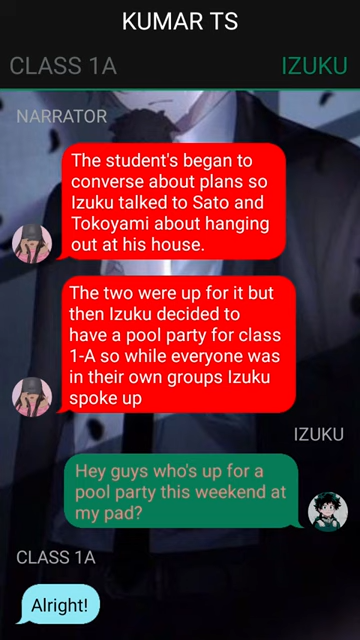 KUMAR TS
CLASS 1A IZUKU
NARRATOR
The student's began to
converse about plans so
Izuku talked to Sato and
Tokoyami about hanging
out at his house.
The two were up for it but
then Izuku decided to
have a pool party for class
1-A so while everyone was
in their own groups Izuku
spoke up
IZUKU
Hey guys who's up for a
pool party this weekend at
my pad?
CLASS 1A
Alright!